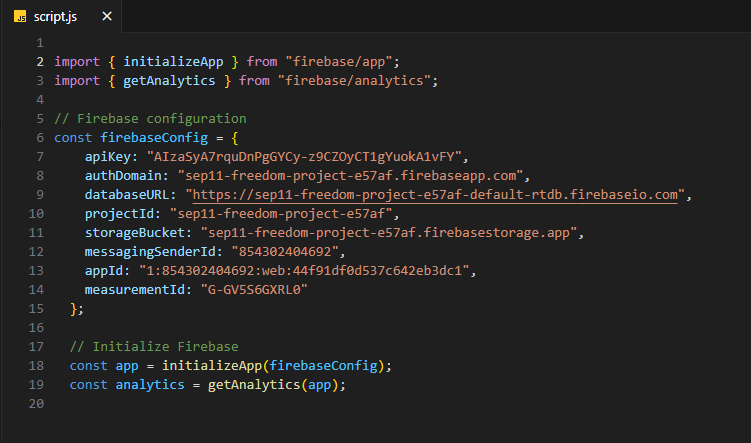 JS script.js ×
1
2 import { initializeApp } from "firebase/app";
3 import { getAnalytics } from "firebase/analytics";
4
5 // Firebase configuration
6 const firebaseConfig = {
7 apiKey: "AIzaSyA7rquDnPgGYCy-z9CZOyCT1gYuokA1vFY",
8 authDomain: "sep11-freedom-project-e57af.firebaseapp.com",
9 databaseURL: "https://sep11-freedom-project-e57af-default-rtdb.firebaseio.com",
10 projectId: "sep11-freedom-project-e57af",
11 storageBucket: "sep11-freedom-project-e57af.firebasestorage.app",
12 messagingSenderId: "854302404692",
13 appId: "1:854302404692:web:44f91df0d537c642eb3dc1",
14 measurementId: "G-GV5S6GXRL0"
15 };
16
17 // Initialize Firebase
18 const app = initializeApp(firebaseConfig);
19 const analytics = getAnalytics(app);
20